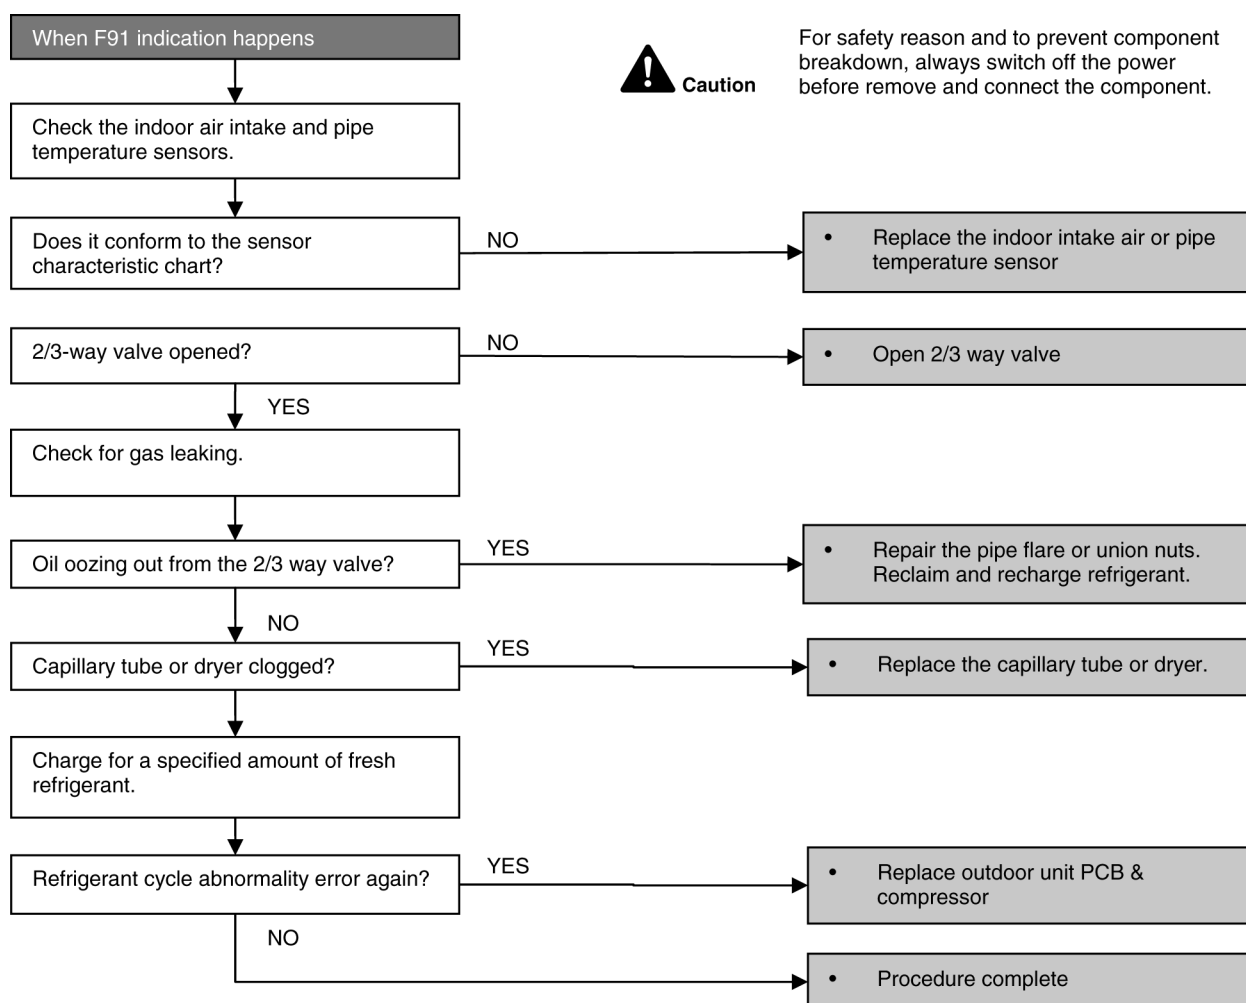 When F91 indication happens
Caution
For safety reason and to prevent component
breakdown, always switch off the power
before remove and connect the component.
Check the indoor air intake and pipe
temperature sensors.
Does it conform to the sensor
characteristic chart?
NO
• Replace the indoor intake air or pipe
temperature sensor
2/3-way valve opened?
NO
• Open 2/3 way valve
YES
Check for gas leaking.
Oil oozing out from the 2/3 way valve?
YES
• Repair the pipe flare or union nuts.
Reclaim and recharge refrigerant.
NO
Capillary tube or dryer clogged?
YES
• Replace the capillary tube or dryer.
Charge for a specified amount of fresh
refrigerant.
Refrigerant cycle abnormality error again?
YES
• Replace outdoor unit PCB &
compressor
NO
• Procedure complete